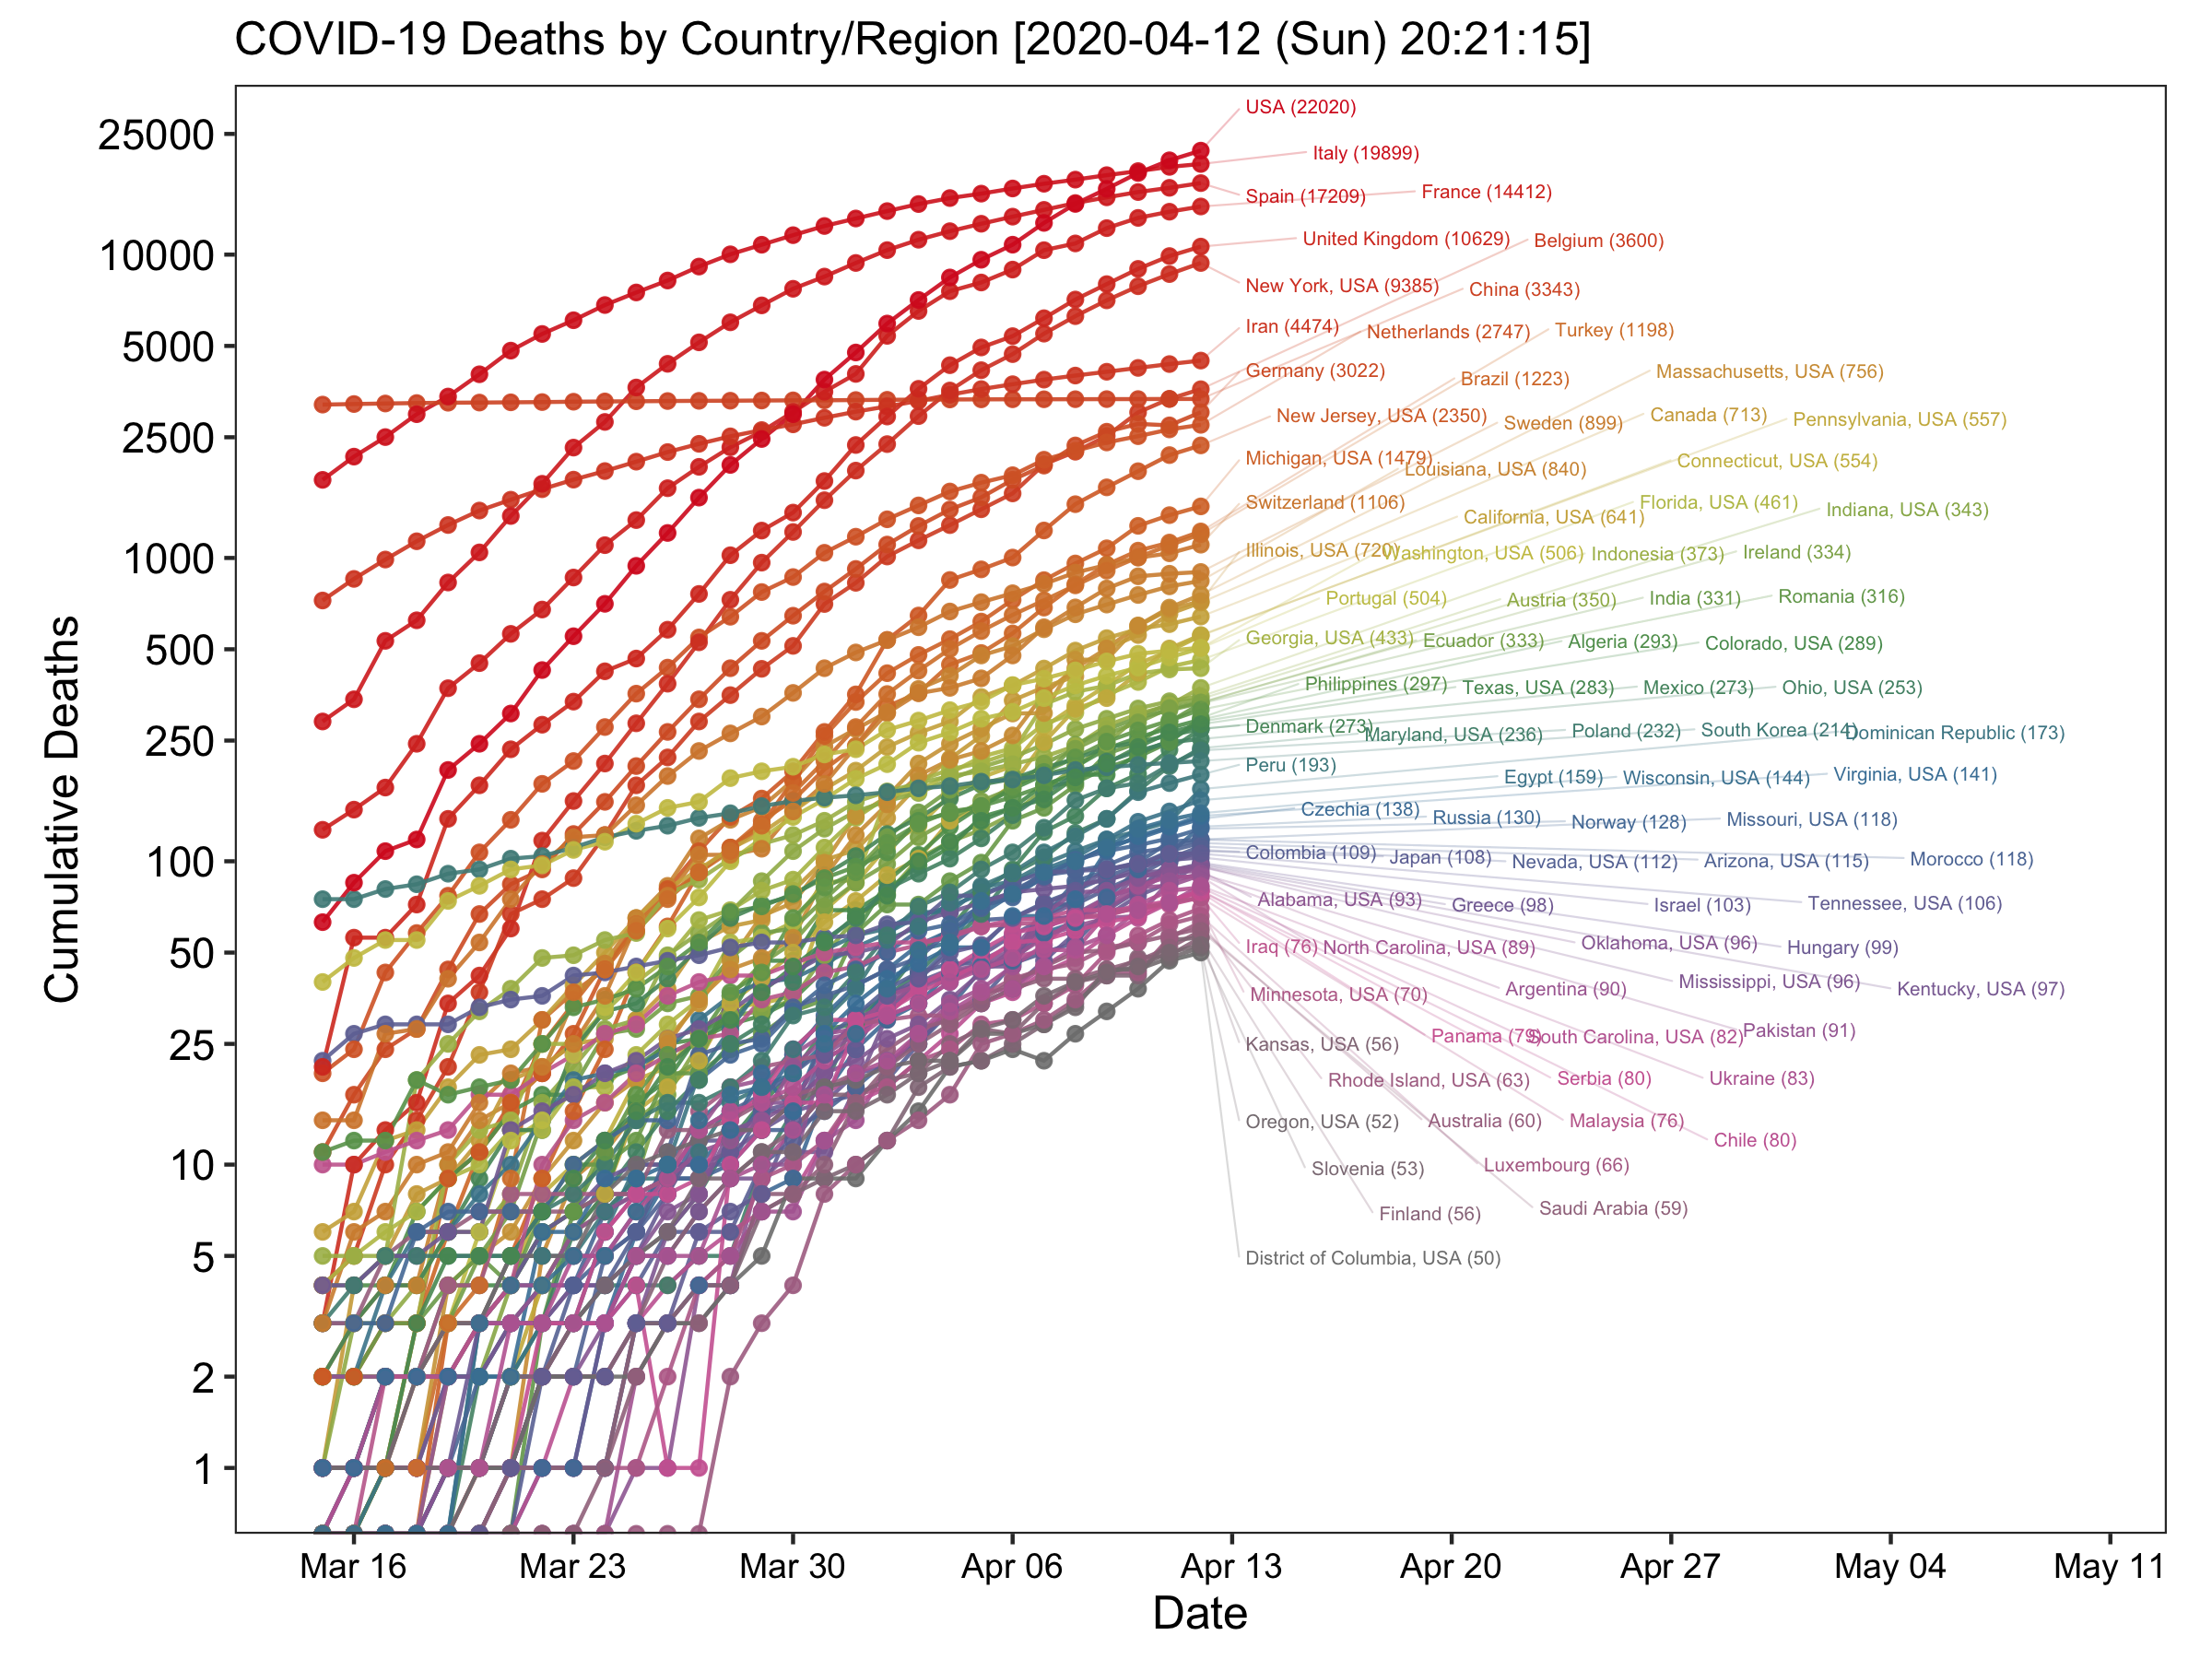 COVID-19 Deaths by Country/Region [2020-04-12 (Sun) 20:21:15]
Cumulative Deaths
25000
10000
5000
2500
1000
500
250
100
50
25
10
5
2
1
USA (22020)
Italy (19899)
Spain (17209)
France (14412)
United Kingdom (10629)
Belgium (3600)
New York, USA (9385)
China (3343)
Iran (4474)
Netherlands (2747)
Turkey (1198)
Germany (3022)
Brazil (1223)
Massachusetts, USA (756)
New Jersey, USA (2350)
Sweden (899)
Canada (713)
Pennsylvania, USA (557)
Michigan, USA (1479)
Louisiana, USA (840)
Connecticut, USA (554)
Switzerland (1106)
California, USA (641)
Florida, USA (461)
Indiana, USA (343)
Illinois, USA (720)
Washington, USA (506)
Indonesia (373)
Ireland (334)
Portugal (504)
Austria (350)
India (331)
Romania (316)
Georgia, USA (433)
Ecuador (333)
Algeria (293)
Colorado, USA (289)
Philippines (297)
Texas, USA (283)
Mexico (273)
Ohio, USA (253)
Denmark (273)
Maryland, USA (236)
Poland (232)
South Korea (214)
Dominican Republic (173)
Peru (193)
Egypt (159)
Wisconsin, USA (144)
Virginia, USA (141)
Czechia (138)
Russia (130)
Norway (128)
Missouri, USA (118)
Colombia (109)
Japan (108)
Nevada, USA (112)
Arizona, USA (115)
Morocco (118)
Alabama, USA (93)
Greece (98)
Israel (103)
Tennessee, USA (106)
Iraq (76)
North Carolina, USA (89)
Oklahoma, USA (96)
Hungary (99)
Minnesota, USA (70)
Argentina (90)
Mississippi, USA (96)
Kentucky, USA (97)
Kansas, USA (56)
Panama (79)
South Carolina, USA (82)
Pakistan (91)
Rhode Island, USA (63)
Serbia (80)
Ukraine (83)
Oregon, USA (52)
Australia (60)
Malaysia (76)
Chile (80)
Slovenia (53)
Luxembourg (66)
Finland (56)
Saudi Arabia (59)
District of Columbia, USA (50)
Mar 16
Mar 23
Mar 30
Apr 06
Apr 13
Apr 20
Apr 27
May 04
May 11
Date